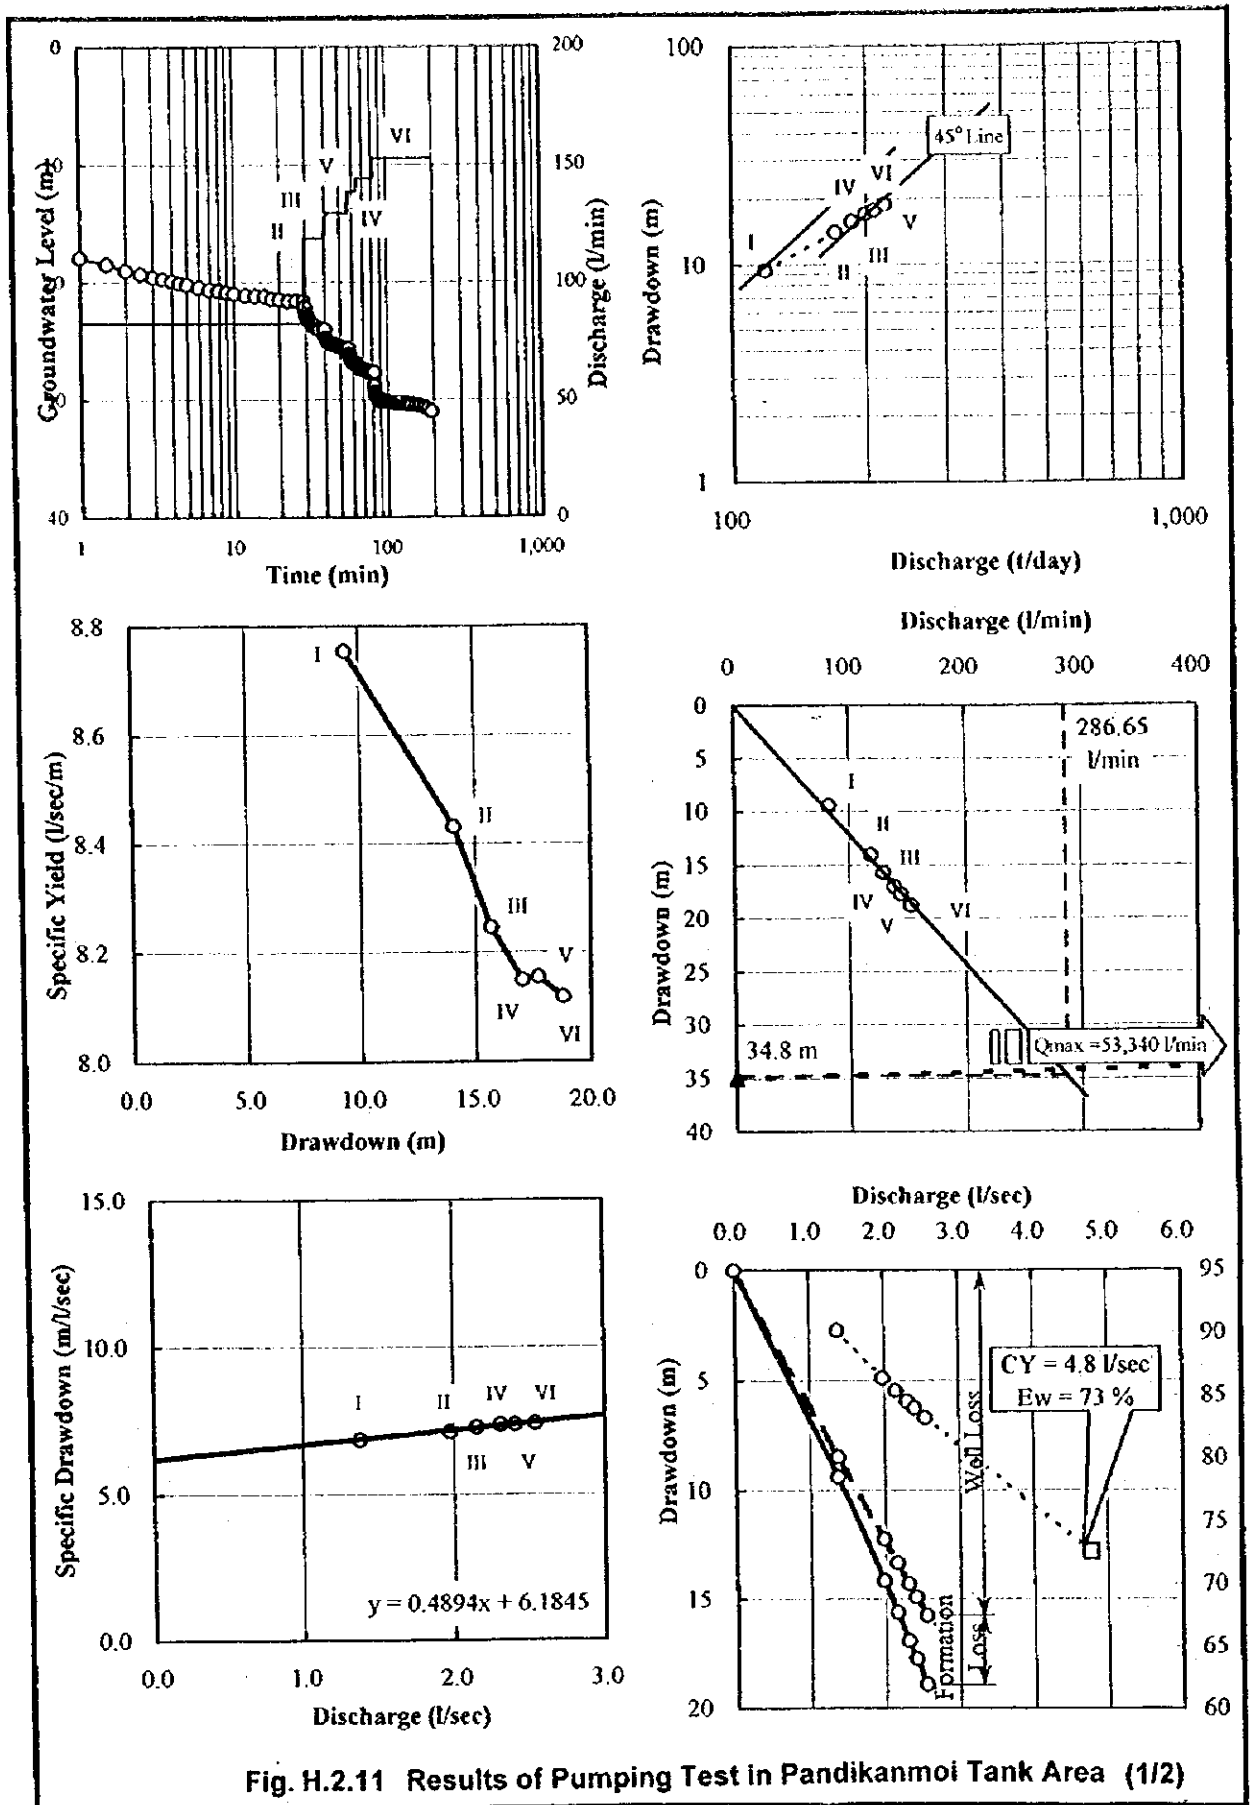 0
200
VI
V
150
III
IV
II
100
50
40
0
1
10
100
1,000
Groundwater Level (m)
Discharge (l/min)
Time (min)
100
45° Line
IV
VI
I
V
10
II
III
1
100
1,000
Drawdown (m)
Discharge (t/day)
8.8
I
8.6
II
8.4
III
8.2
V
IV
VI
8.0
0.0
5.0
10.0
15.0
20.0
Specific Yield (l/sec/m)
Drawdown (m)
Discharge (l/min)
0
100
200
300
400
0
286.65
l/min
5
I
10
II
15
III
IV
V
VI
20
25
30
34.8 m
Qmax =53,340 l/min
35
40
Drawdown (m)
15.0
10.0
I
II
IV
VI
III
V
5.0
y = 0.4894x + 6.1845
0.0
0.0
1.0
2.0
3.0
Specific Drawdown (m/l/sec)
Discharge (l/sec)
Discharge (l/sec)
0.0
1.0
2.0
3.0
4.0
5.0
6.0
0
95
90
CY = 4.8 l/sec
Ew = 73 %
5
85
Well Loss
80
10
75
70
15
Formation
Loss
65
20
60
Drawdown (m)
Fig. H.2.11 Results of Pumping Test in Pandikanmoi Tank Area (1/2)